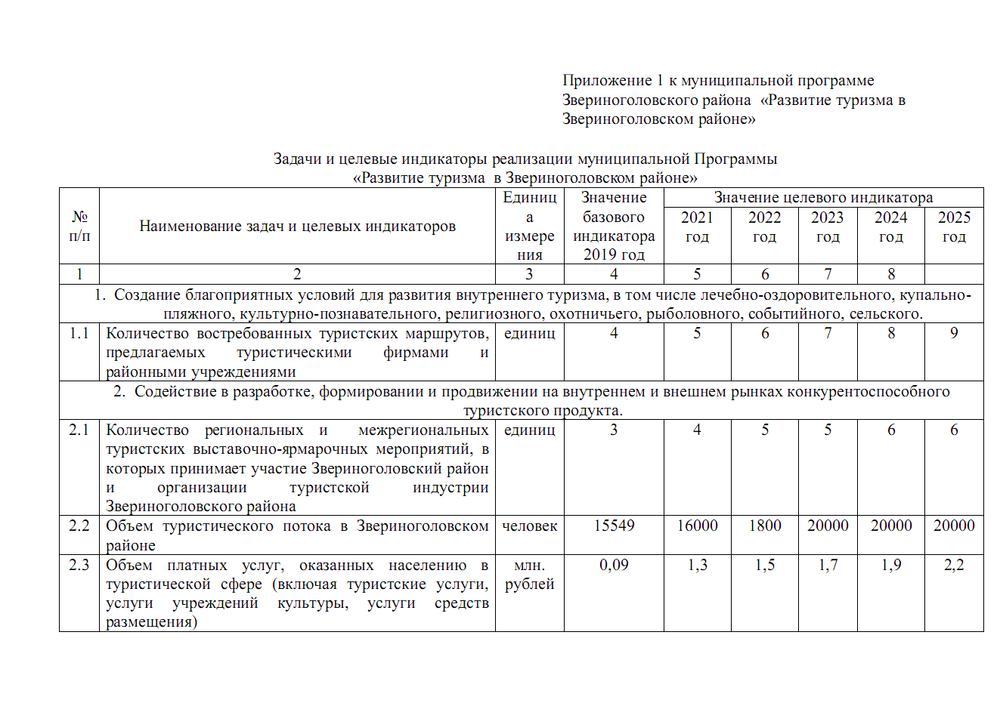 Приложение 1 к муниципальной программе
Звериноголовского района «Развитие туризма в
Звериноголовском районе»
Задачи и целевые индикаторы реализации муниципальной Программы
«Развитие туризма в Звериноголовском районе»
№
п/п
Наименование задач и целевых индикаторов
Единиц
а
измере
ния
Значение
базового
индикатора
2019 год
Значение целевого индикатора
2021
год
2022
год
2023
год
2024
год
2025
год
1 2 3 4 5 6 7 8
1. Создание благоприятных условий для развития внутреннего туризма, в том числе лечебно-оздоровительного, купально-
пляжного, культурно-познавательного, религиозного, охотничьего, рыболовного, событийного, сельского.
1.1 Количество востребованных туристских маршрутов, единиц 4 5 6 7 8 9
предлагаемых туристическими фирмами и
районными учреждениями
2. Содействие в разработке, формировании и продвижении на внутреннем и внешнем рынках конкурентоспособного
туристского продукта.
2.1 Количество региональных и межрегиональных единиц 3 4 5 5 6 6
туристских выставочно-ярмарочных мероприятий, в
которых принимает участие Звериноголовский район
и организации туристской индустрии
Звериноголовского района
2.2 Объем туристического потока в Звериноголовском человек 15549 16000 1800 20000 20000 20000
районе
2.3 Объем платных услуг, оказанных населению в млн. 0,09 1,3 1,5 1,7 1,9 2,2
туристической сфере (включая туристские услуги, рублей
услуги учреждений культуры, услуги средств
размещения)